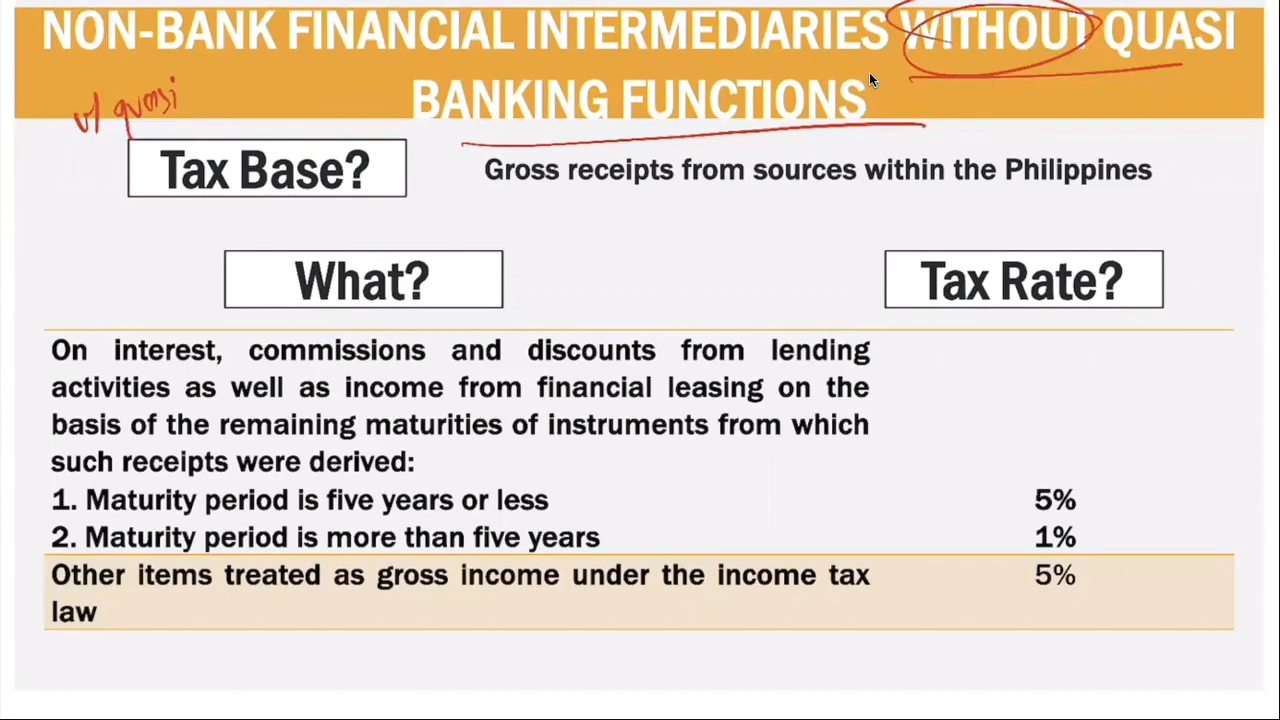 NON-BANK FINANCIAL INTERMEDIARIES WITHOUT QUASI
BANKING FUNCTIONS
w/ quasi
Tax Base?
Gross receipts from sources within the Philippines
What?
Tax Rate?
On interest, commissions and discounts from lending
activities as well as income from financial leasing on the
basis of the remaining maturities of instruments from which
such receipts were derived:
1. Maturity period is five years or less 5%
2. Maturity period is more than five years 1%
Other items treated as gross income under the income tax 5%
law